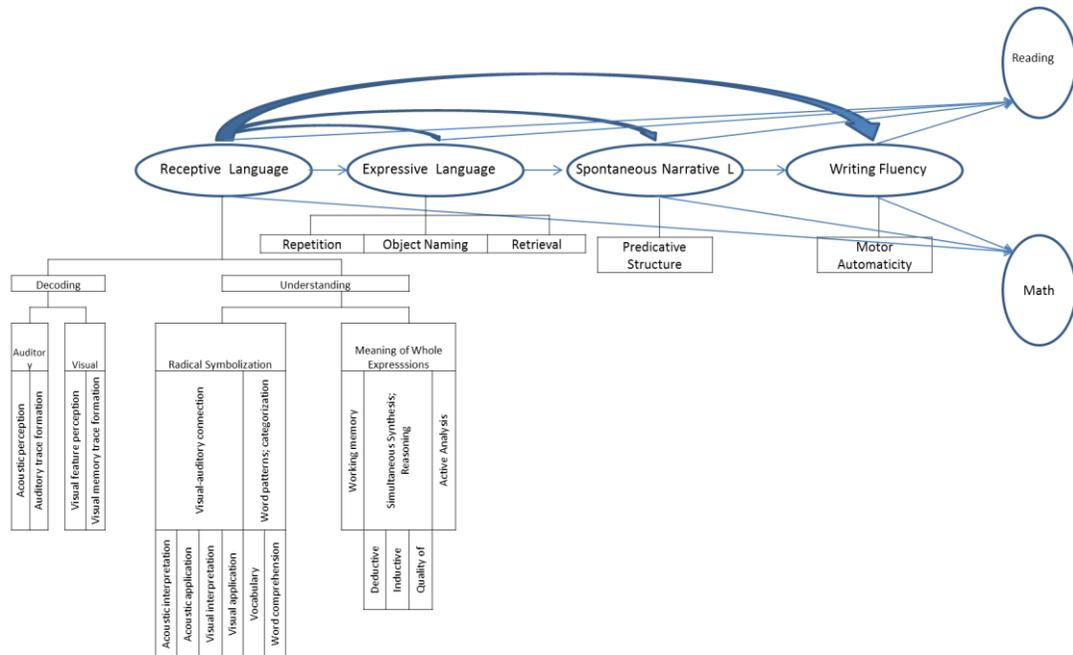 Reading
Receptive Language
Expressive Language
Spontaneous Narrative L
Writing Fluency
Repetition
Object Naming
Retrieval
Predicative
Structure
Motor
Automaticity
Math
Decoding
Understanding
Auditor
y
Visual
Radical Symbolization
Meaning of Whole
Expresssions
Acoustic perception
Auditory trace formation
Visual feature perception
Visual memory trace formation
Visual-auditory connection
Word patterns; categorization
Working memory
Simultaneous Synthesis;
Reasoning
Active Analysis
Acoustic interpretation
Acoustic application
Visual interpretation
Visual application
Vocabulary
Word comprehension
Deductive
Inductive
Quality of